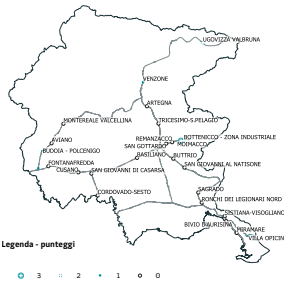 UGOVIZZA VALBRUNA
VENZONE
ARTEGNA
MONTEREALE VALCELLINA
TRICESIMO-S.PELAGIO
REMANZACCO
BOTTENICCO - ZONA INDUSTRIALE
SAN GOTTARDO
MOIMACCO
AVIANO
BUDOIA - POLCENIGO
BASILIANO
BUTTRIO
FONTANAFREDDA
SAN GIOVANNI AL NATISONE
CUSANO
SAN GIOVANNI DI CASARSA
CORDOVADO-SESTO
SAGRADO
RONCHI DEI LEGIONARI NORD
SISTIANA-VISOGLIANO
BIVIO D'AURISINA
MIRAMARE
VILLA OPICIN
Legenda - punteggi
3 2 1 0